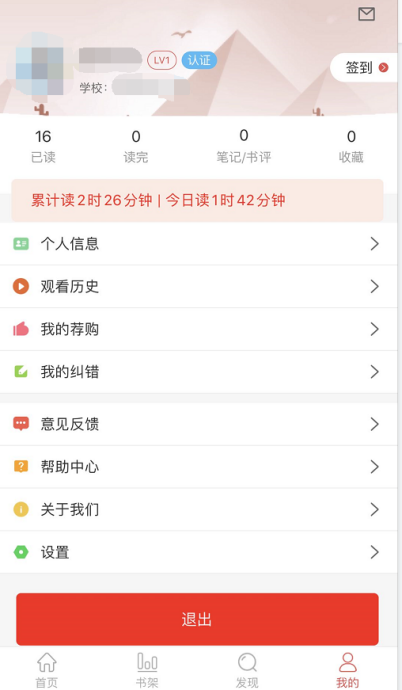 LV1 认证
签到
学校:
16 0 0 0
已读 读完 笔记/书评 收藏
累计读2时26分钟 | 今日读1时42分钟
个人信息
观看历史
我的荐购
我的纠错
意见反馈
帮助中心
关于我们
设置
退出
首页 书架 发现 我的